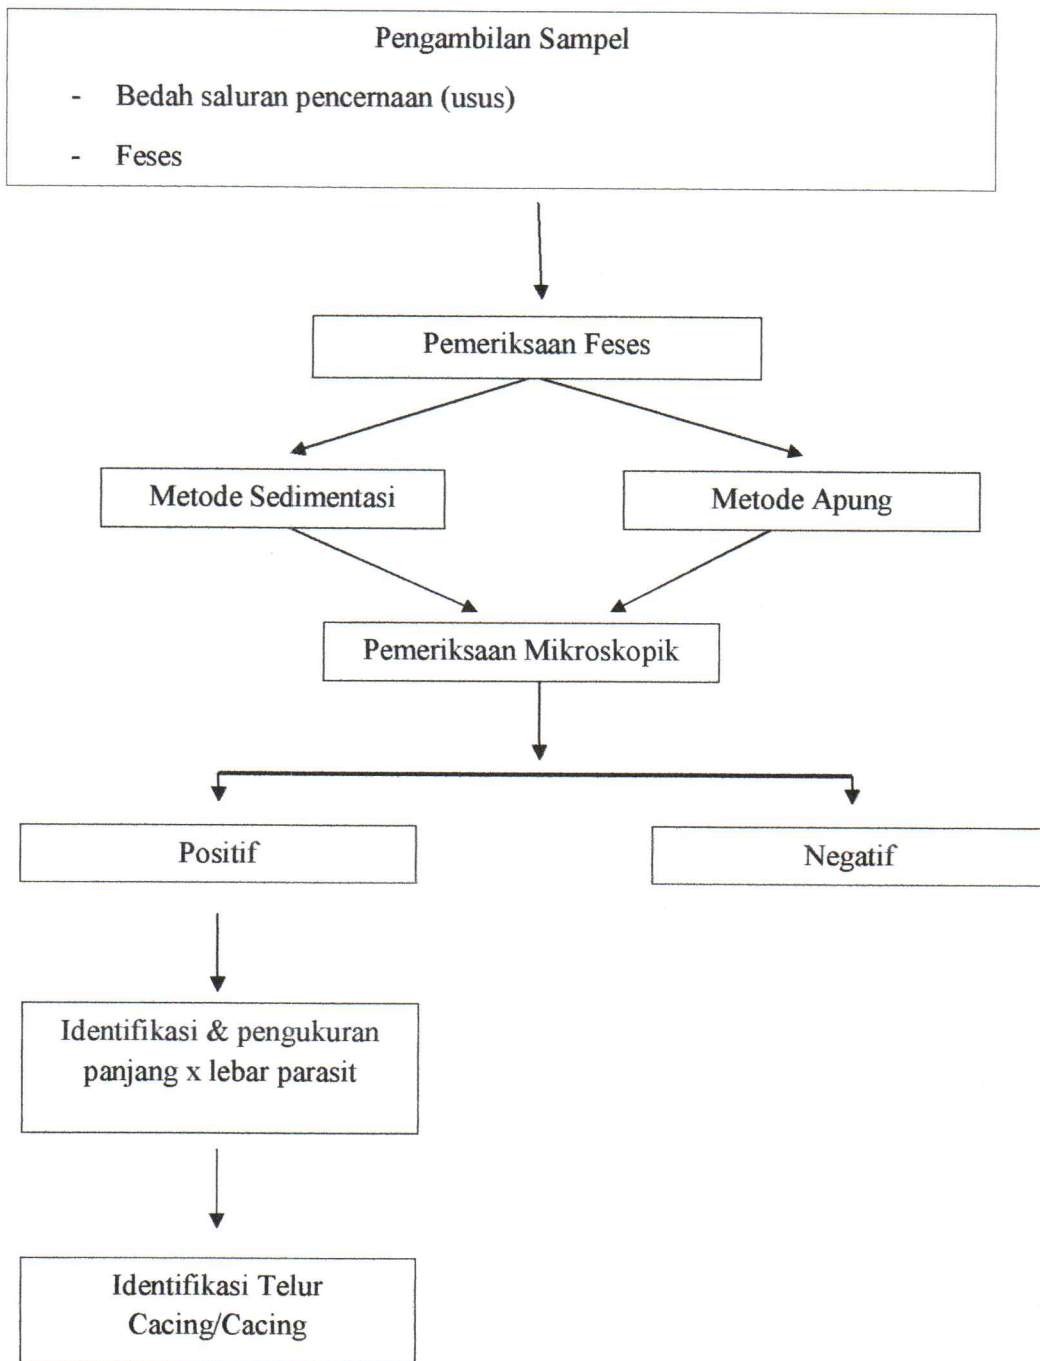 Pengambilan Sampel
- Bedah saluran pencernaan (usus)
- Feses
Pemeriksaan Feses
Metode Sedimentasi
Metode Apung
Pemeriksaan Mikroskopik
Positif
Negatif
Identifikasi & pengukuran
panjang x lebar parasit
Identifikasi Telur
Cacing/Cacing